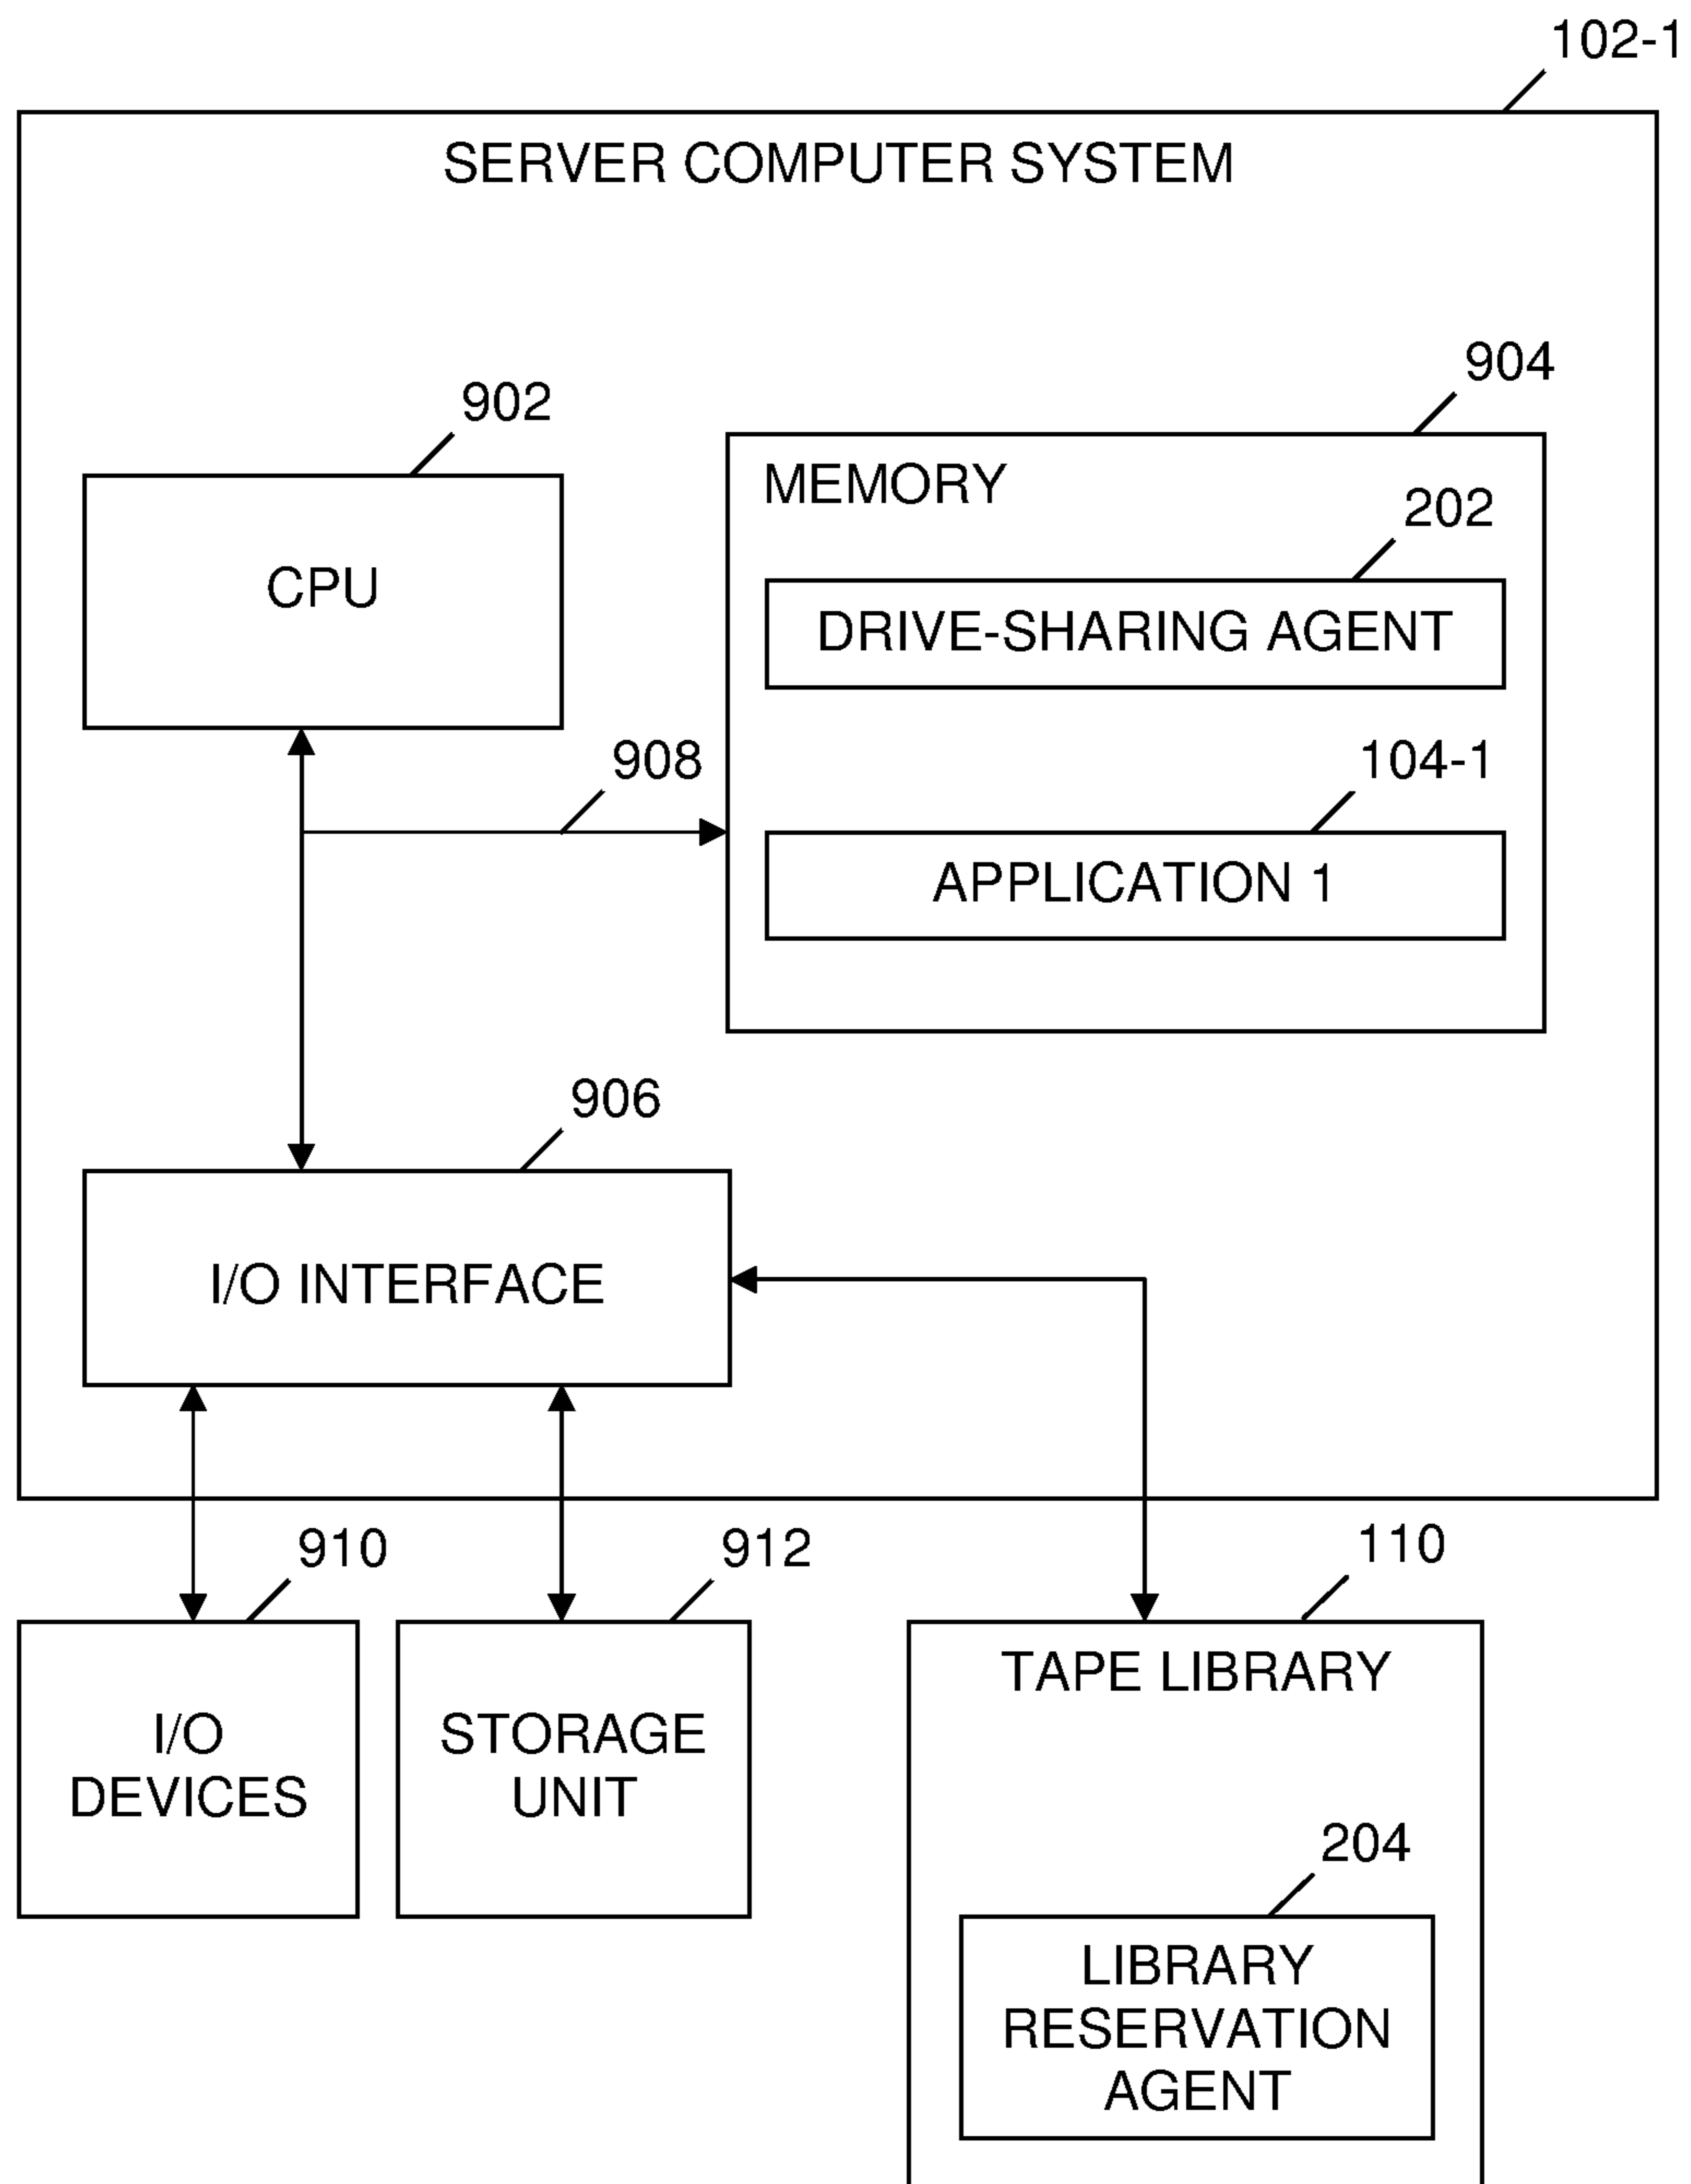 102-1
SERVER COMPUTER SYSTEM
904
902
MEMORY
202
CPU
DRIVE-SHARING AGENT
908
104-1
APPLICATION 1
906
I/O INTERFACE
910
912
110
TAPE LIBRARY
I/O
DEVICES
STORAGE
UNIT
204
LIBRARY
RESERVATION
AGENT